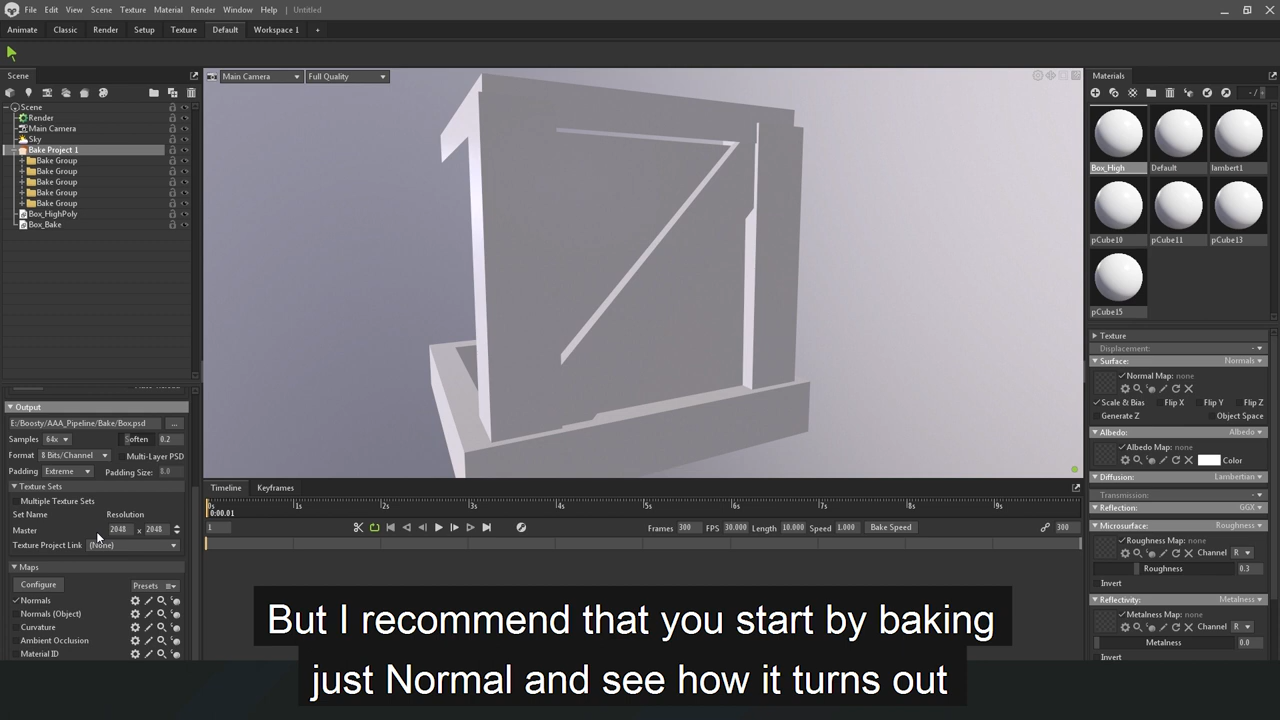 File Edit View Scene Texture Material Render Window Help Untitled
Animate Classic Render Setup Texture Default Workspace 1 +
Scene
Main Camera Full Quality
Materials
Scene
Render
Main Camera
Sky
Bake Project 1
Bake Group
Bake Group
Bake Group
Bake Group
Bake Group
Box_HighPoly
Box_Bake
Box_High Default lambert1
pCube10 pCube11 pCube13
pCube15
Output
E:/Boosty/AAA_Pipeline/Bake/Box.psd ...
Samples 64x Soften 0.2
Format 8 Bits/Channel Multi-Layer PSD
Padding Extreme Padding Size: 8.0
Texture Sets
Multiple Texture Sets
Set Name Resolution
Master 2048 x 2048
Texture Project Link (None)
Maps
Configure Presets
Normals
Normals (Object)
Curvature
Ambient Occlusion
Material ID
Timeline Keyframes
0s 1s 2s 3s 4s 5s 6s 7s 8s 9s
0:00.01
1 Frames 300 FPS 30.000 Length 10.000 Speed 1.000 Bake Speed 300
Texture
Displacement:
Surface: Normals
Normal Map: none
Scale & Bias Flip X Flip Y Flip Z
Generate Z Object Space
Albedo: Albedo
Albedo Map: none
Color
Diffusion: Lambertian
Transmission:
Reflection: GGX
Microsurface: Roughness
Roughness Map: none
Channel R
Roughness 0.3
Invert
Reflectivity: Metalness
Metalness Map: none
Channel R
Metalness 0.0
Invert
But I recommend that you start by baking
just Normal and see how it turns out